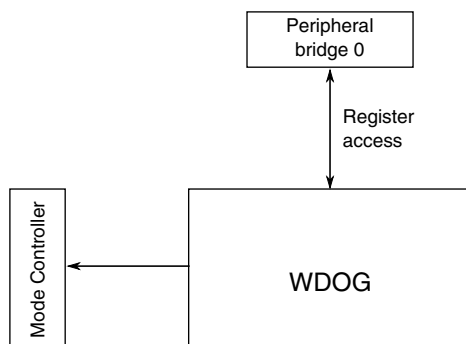 Peripheral
bridge 0
Register
access
Mode Controller
WDOG